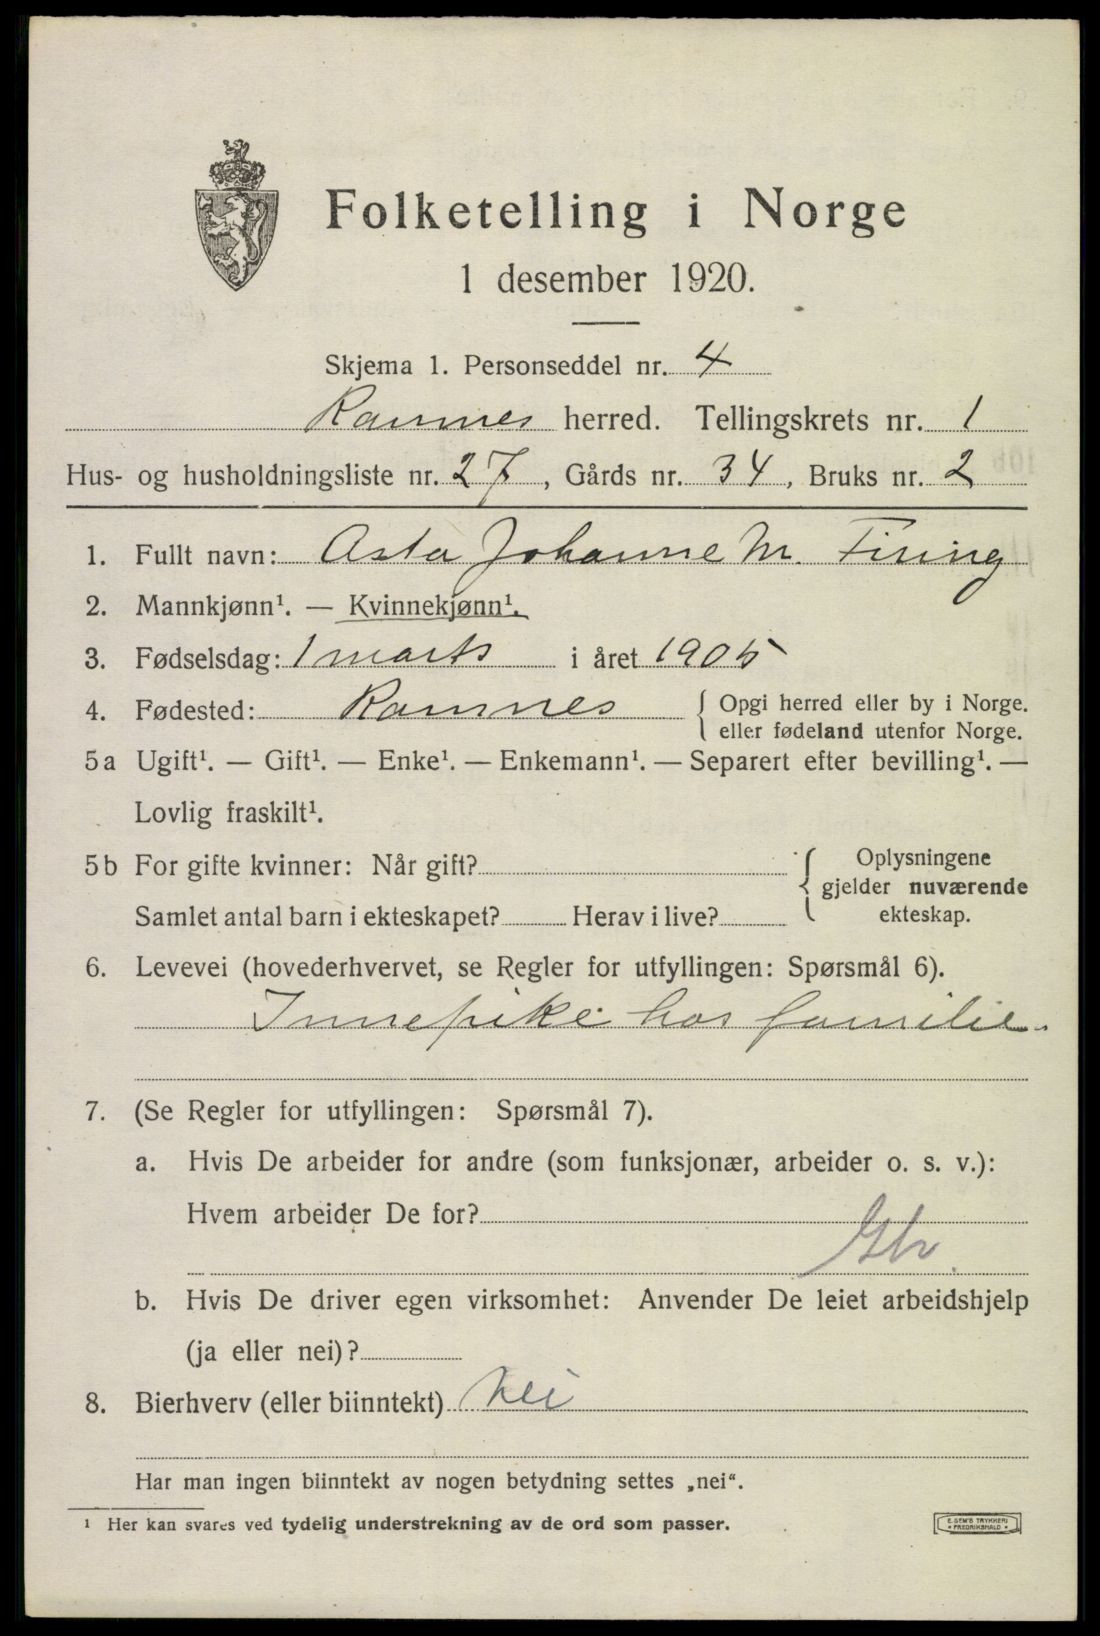 Folketelling i Norge
1 desember 1920.
Skjema 1. Personseddel nr. 4
Ramnes herred. Tellingskrets nr. 1
Hus- og husholdningsliste nr. 27, Gårds nr. 34, Bruks nr. 2
1. Fullt navn: Asta Johanne M. Firing
2. Mannkjønn¹. — Kvinnekjønn¹.
3. Fødselsdag: 1 marts i året 1905
4. Fødested: Ramnes { Opgi herred eller by i Norge.
eller fødeland utenfor Norge.
5a Ugift¹. — Gift¹. — Enke¹. — Enkemann¹. — Separert efter bevilling¹. —
Lovlig fraskilt¹.
5b For gifte kvinner: Når gift?
Samlet antal barn i ekteskapet? Herav i live?
{ Oplysningene
gjelder nuværende
ekteskap.
6. Levevei (hovederhvervet, se Regler for utfyllingen: Spørsmål 6).
Innepike hos familie.
7. (Se Regler for utfyllingen: Spørsmål 7).
a. Hvis De arbeider for andre (som funksjonær, arbeider o. s. v.):
Hvem arbeider De for?
b. Hvis De driver egen virksomhet: Anvender De leiet arbeidshjelp
(ja eller nei)?
8. Bierhverv (eller biinntekt) Nei
Har man ingen biinntekt av nogen betydning settes „nei“.
¹ Her kan svares ved tydelig understrekning av de ord som passer.
E. SEM'S TRYKKERI
• FREDRIKSHALD •